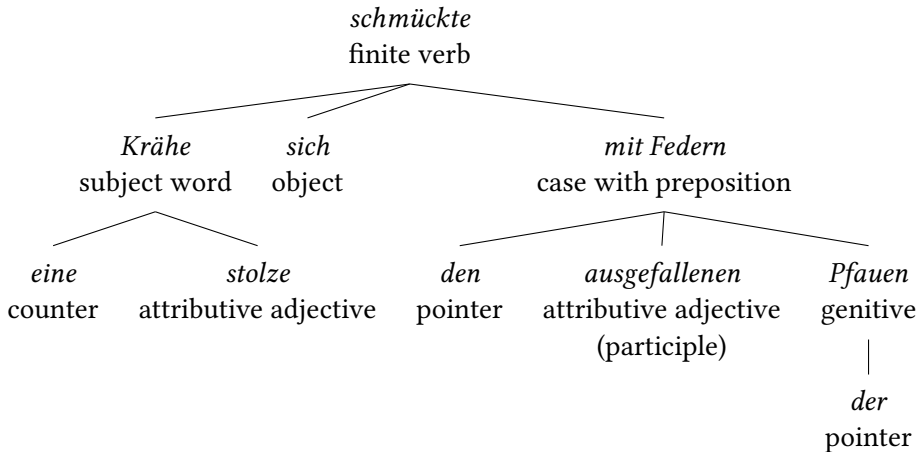 schmückte
finite verb
Krähe sich mit Federn
subject word object case with preposition
eine stolze den ausgefallenen Pfauen
counter attributive adjective pointer attributive adjective genitive
(participle)
der
pointer